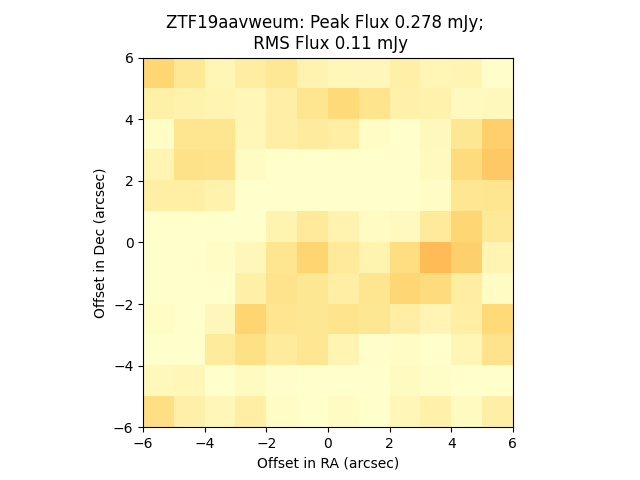 ZTF19aavweum: Peak Flux 0.278 mJy;
RMS Flux 0.11 mJy
6
4
2
0
−2
−4
−6
Offset in Dec (arcsec)
−6 −4 −2 0 2 4 6
Offset in RA (arcsec)